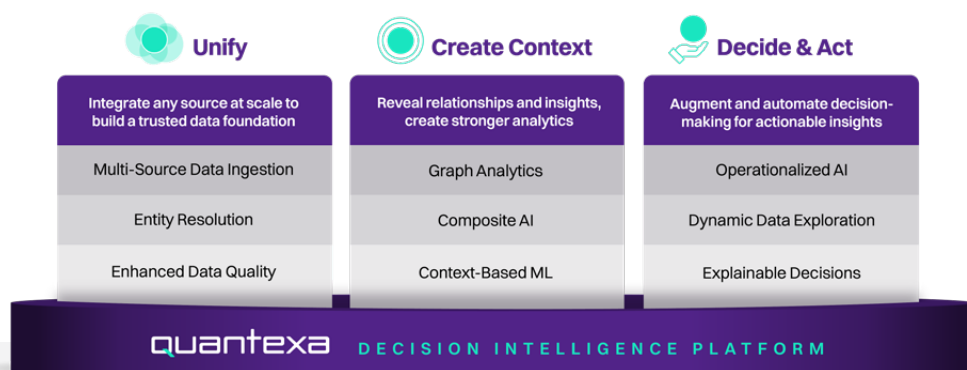 Unify
Integrate any source at scale to
build a trusted data foundation
Multi-Source Data Ingestion
Entity Resolution
Enhanced Data Quality
Create Context
Reveal relationships and insights,
create stronger analytics
Graph Analytics
Composite AI
Context-Based ML
Decide & Act
Augment and automate decision-
making for actionable insights
Operationalized AI
Dynamic Data Exploration
Explainable Decisions
quantexa DECISION INTELLIGENCE PLATFORM